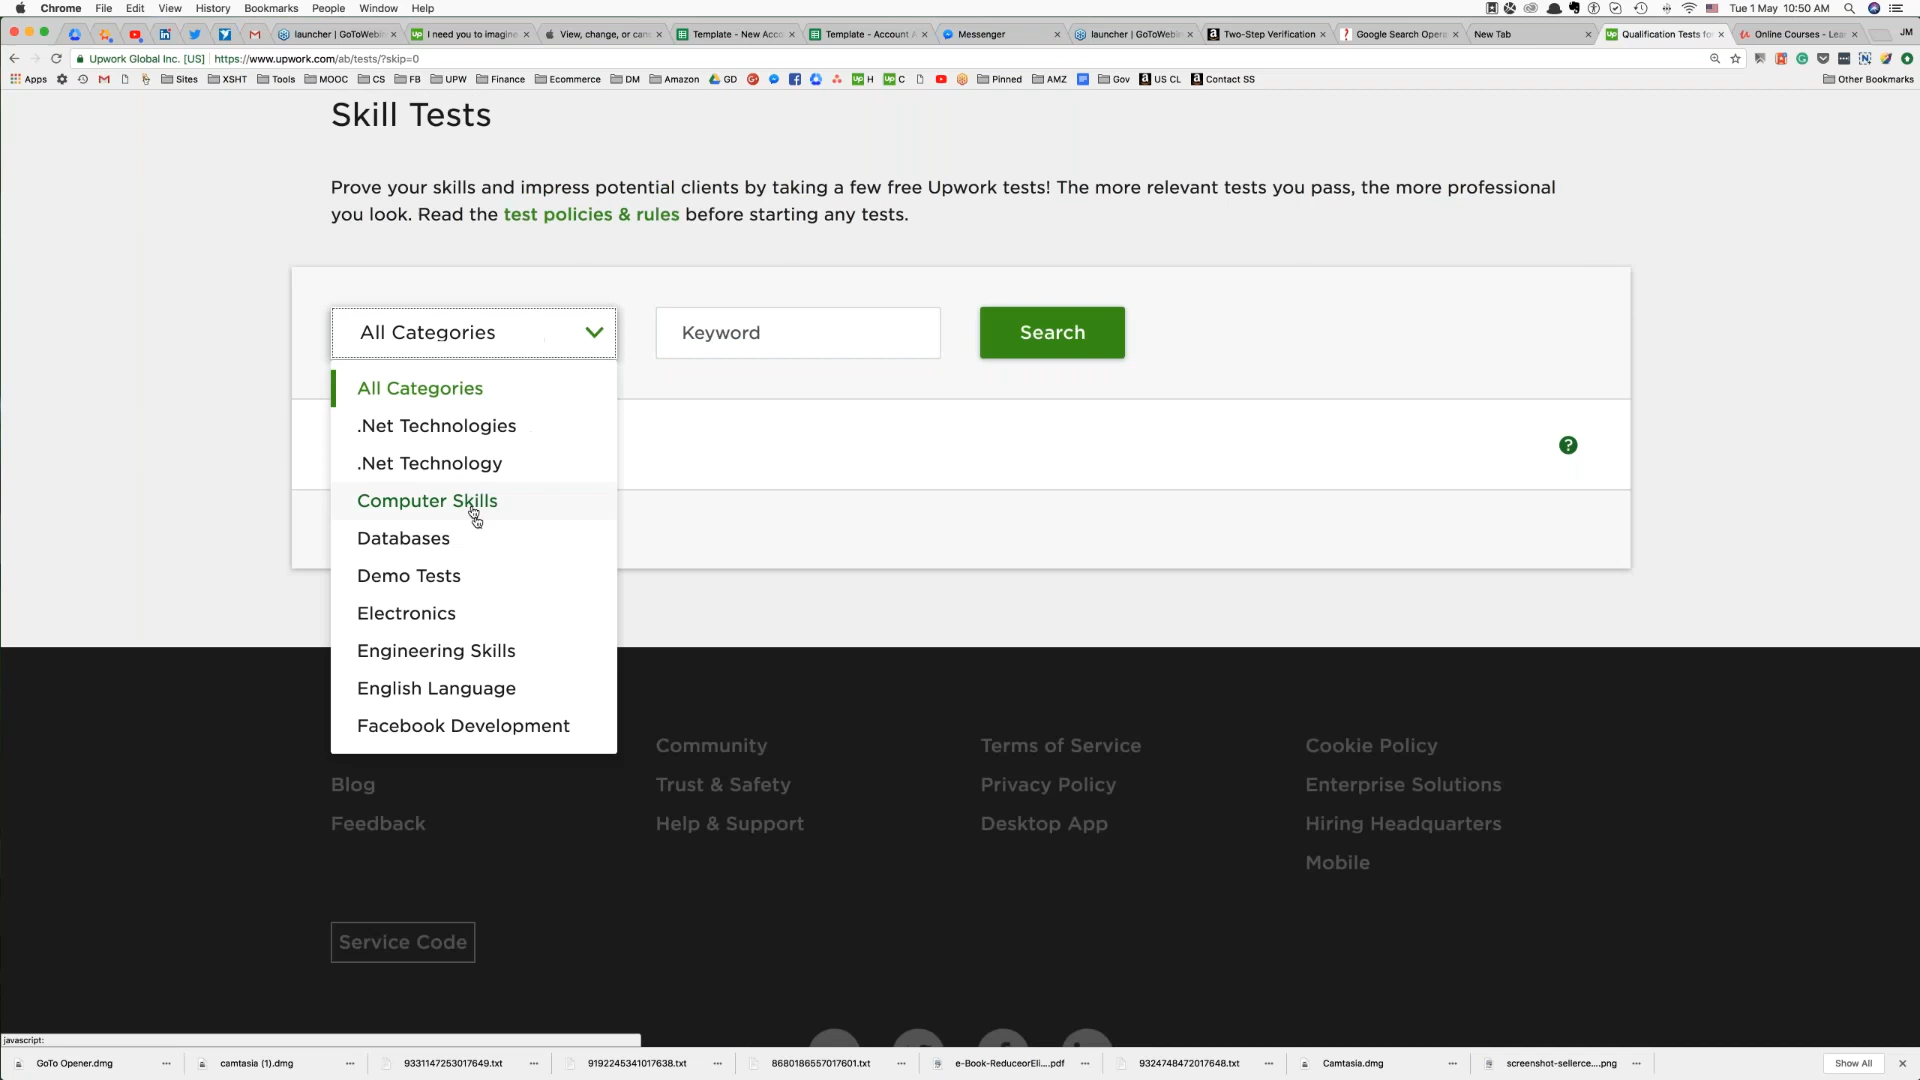 Chrome File Edit View History Bookmarks People Window Help Tue 1 May 10:50 AM
launcher | GoToWebin I need you to imagine View, change, or can Template - New Acco Template - Account Messenger launcher | GoToWebin Two-Step Verification Google Search Opera New Tab Qualification Tests fo Online Courses - Lea JM
Upwork Global Inc. [US] https://www.upwork.com/ab/tests/?skip=0
Apps Sites XSHT Tools MOOC CS FB UPW Finance Ecommerce DM Amazon GD H C Pinned AMZ Gov US CL Contact SS Other Bookmarks
Skill Tests
Prove your skills and impress potential clients by taking a few free Upwork tests! The more relevant tests you pass, the more professional
you look. Read the test policies & rules before starting any tests.
All Categories Keyword Search
All Categories
.Net Technologies
.Net Technology
Computer Skills
Databases
Demo Tests
Electronics
Engineering Skills
English Language
Facebook Development
Community Terms of Service Cookie Policy
Blog Trust & Safety Privacy Policy Enterprise Solutions
Feedback Help & Support Desktop App Hiring Headquarters
Mobile
Service Code
javascript:
GoTo Opener.dmg camtasia (1).dmg 9331147253017649.txt 9192245341017638.txt 8680186557017601.txt e-Book-ReduceorEli....pdf 9324748472017648.txt Camtasia.dmg screenshot-sellerce....png Show All